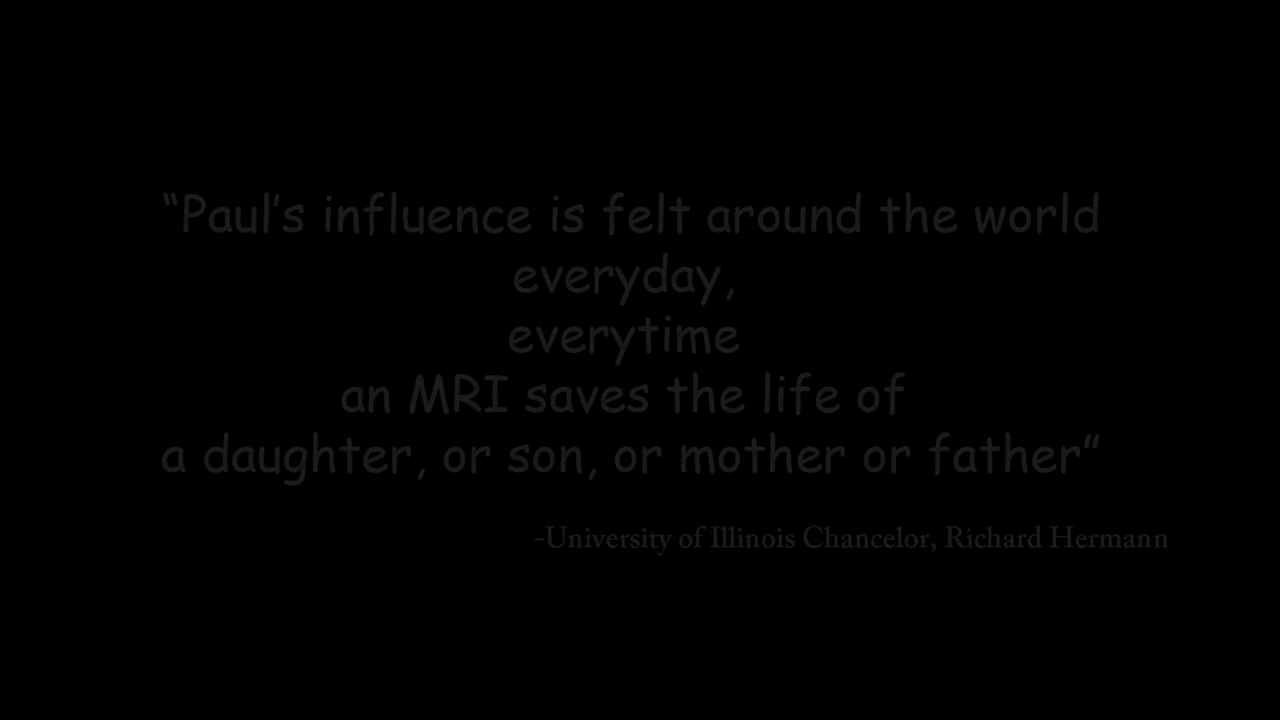 “Paul’s influence is felt around the world
everyday,
everytime
an MRI saves the life of
a daughter, or son, or mother or father”
-University of Illinois Chancelor, Richard Hermann